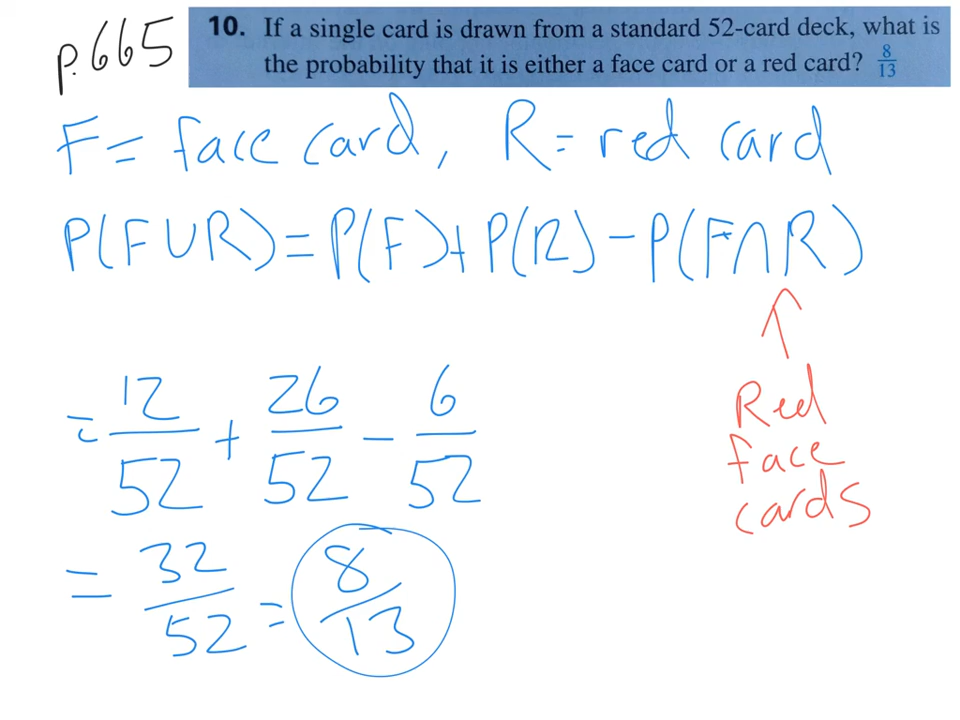 p.665
10. If a single card is drawn from a standard 52-card deck, what is
the probability that it is either a face card or a red card? 8/13
F = face card, R = red card
P(F∪R) = P(F) + P(R) - P(F∩R)
↑
Red
face
cards
= 12/52 + 26/52 - 6/52
= 32/52 = 8/13